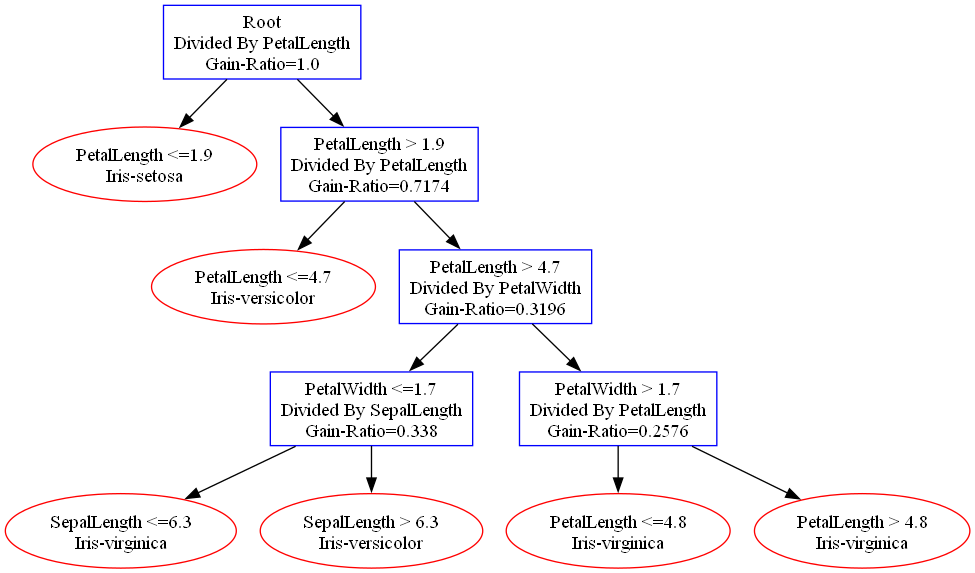 Root
Divided By PetalLength
Gain-Ratio=1.0
PetalLength <=1.9
Iris-setosa
PetalLength > 1.9
Divided By PetalLength
Gain-Ratio=0.7174
PetalLength <=4.7
Iris-versicolor
PetalLength > 4.7
Divided By PetalWidth
Gain-Ratio=0.3196
PetalWidth <=1.7
Divided By SepalLength
Gain-Ratio=0.338
PetalWidth > 1.7
Divided By PetalLength
Gain-Ratio=0.2576
SepalLength <=6.3
Iris-virginica
SepalLength > 6.3
Iris-versicolor
PetalLength <=4.8
Iris-virginica
PetalLength > 4.8
Iris-virginica